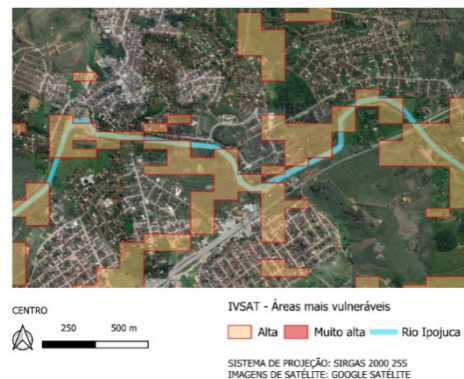 CENTRO
250 500 m
IVSAT - Áreas mais vulneráveis
Alta Muito alta Rio Ipojuca
SISTEMA DE PROJEÇÃO: SIRGAS 2000 25S
IMAGENS DE SATÉLITE: GOOGLE SATÉLITE